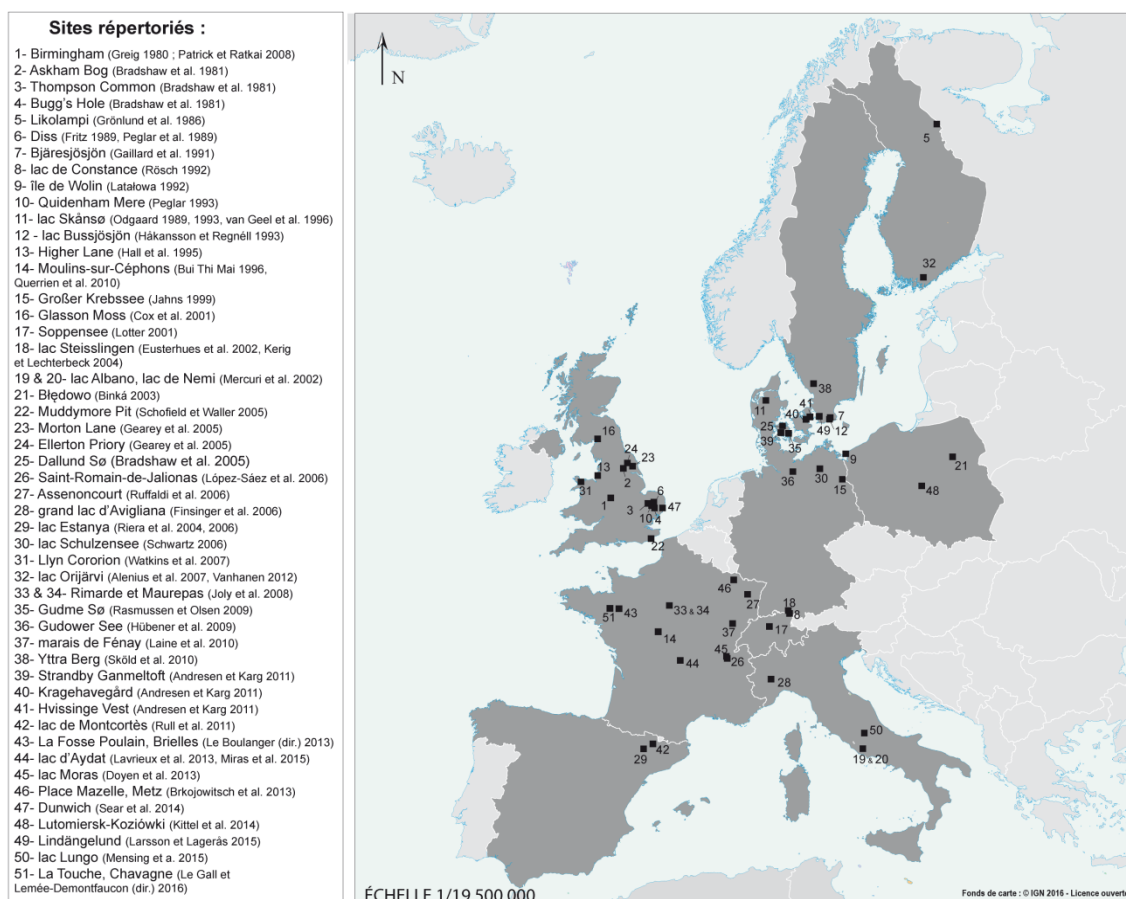 Sites répertoriés :
1- Birmingham (Greig 1980 ; Patrick et Ratkai 2008)
2- Askham Bog (Bradshaw et al. 1981)
3- Thompson Common (Bradshaw et al. 1981)
4- Bugg's Hole (Bradshaw et al. 1981)
5- Likolampi (Grönlund et al. 1986)
6- Diss (Fritz 1989, Peglar et al. 1989)
7- Bjäresjösjön (Gaillard et al. 1991)
8- lac de Constance (Rösch 1992)
9- île de Wolin (Latałowa 1992)
10- Quidenham Mere (Peglar 1993)
11- lac Skånsø (Odgaard 1989, 1993, van Geel et al. 1996)
12 - lac Bussjösjön (Håkansson et Regnéll 1993)
13- Higher Lane (Hall et al. 1995)
14- Moulins-sur-Céphons (Bui Thi Mai 1996,
Querrien et al. 2010)
15- Großer Krebssee (Jahns 1999)
16- Glasson Moss (Cox et al. 2001)
17- Soppensee (Lotter 2001)
18- lac Steisslingen (Eusterhues et al. 2002, Kerig
et Lechterbeck 2004)
19 & 20- lac Albano, lac de Nemi (Mercuri et al. 2002)
21- Błędowo (Binká 2003)
22- Muddymore Pit (Schofield et Waller 2005)
23- Morton Lane (Gearey et al. 2005)
24- Ellerton Priory (Gearey et al. 2005)
25- Dallund Sø (Bradshaw et al. 2005)
26- Saint-Romain-de-Jalionas (López-Sáez et al. 2006)
27- Assenoncourt (Ruffaldi et al. 2006)
28- grand lac d'Avigliana (Finsinger et al. 2006)
29- lac Estanya (Riera et al. 2004, 2006)
30- lac Schulzensee (Schwartz 2006)
31- Llyn Cororion (Watkins et al. 2007)
32- lac Orijärvi (Alenius et al. 2007, Vanhanen 2012)
33 & 34- Rimarde et Maurepas (Joly et al. 2008)
35- Gudme Sø (Rasmussen et Olsen 2009)
36- Gudower See (Hübener et al. 2009)
37- marais de Fénay (Laine et al. 2010)
38- Yttra Berg (Sköld et al. 2010)
39- Strandby Ganmeltoft (Andresen et Karg 2011)
40- Kragehavegård (Andresen et Karg 2011)
41- Hvissinge Vest (Andresen et Karg 2011)
42- lac de Montcortès (Rull et al. 2011)
43- La Fosse Poulain, Brielles (Le Boulanger (dir.) 2013)
44- lac d'Aydat (Lavrieux et al. 2013, Miras et al. 2015)
45- lac Moras (Doyen et al. 2013)
46- Place Mazelle, Metz (Brkojowitsch et al. 2013)
47- Dunwich (Sear et al. 2014)
48- Lutomiersk-Koziówki (Kittel et al. 2014)
49- Lindängelund (Larsson et Lagerås 2015)
50- lac Lungo (Mensing et a. 2015)
51- La Touche, Chavagne (Le Gall et
Lemée-Demontfaucon (dir.) 2016)
N
5
32
38
11
40
41
7
25
49
12
39
35
16
24
23
9
21
13
2
36
30
15
48
31
6
1
3
47
10
4
22
46
27
18
51
43
33 & 34
8
37
17
14
45
44
26
28
50
42
29
19 & 20
ÉCHELLE 1/19 500 000
Fonds de carte : © IGN 2016 - Licence ouverte